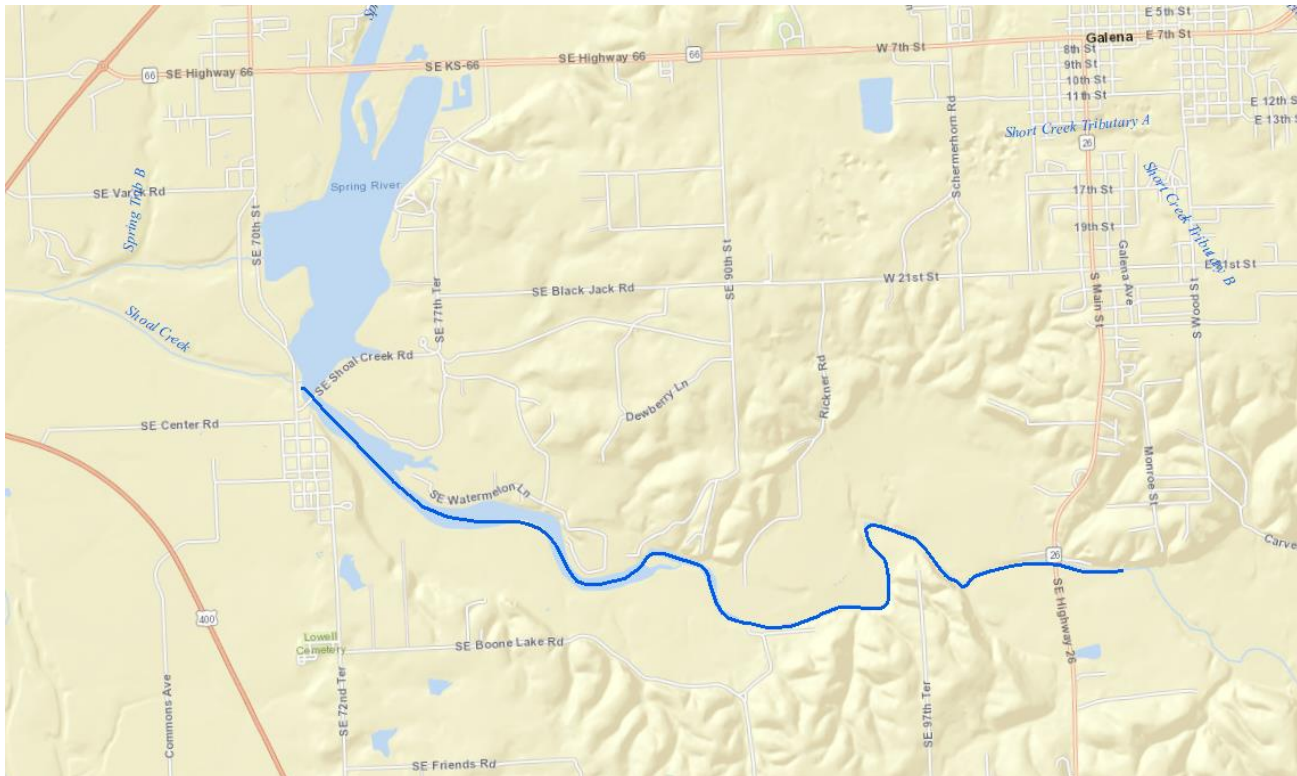 E 5th St
Galena
E 7th St
W 7th St
66
SE Highway 66
SE KS-66
66
SE Highway 66
8th St
9th St
10th St
11th St
E 12th S
E 13th S
Short Creek Tributary A
26
Schermerhorn Rd
Spring River
SE Varck Rd
Spring Trib B
SE 70th St
17th St
19th St
Short Creek Tributary B
Galena Ave
S Main St
S Wood St
E 21st St
W 21st St
SE 90th St
SE Black Jack Rd
SE 77th Ter
Shoal Creek
SE Shoal Creek Rd
Dewberry Ln
Rickner Rd
SE Center Rd
Monroe St
SE Watermelon Ln
Carve
26
SE Highway 26
400
Lowell
Cemetery
SE Boone Lake Rd
Commons Ave
SE 72nd Ter
SE 97th Ter
SE Friends Rd